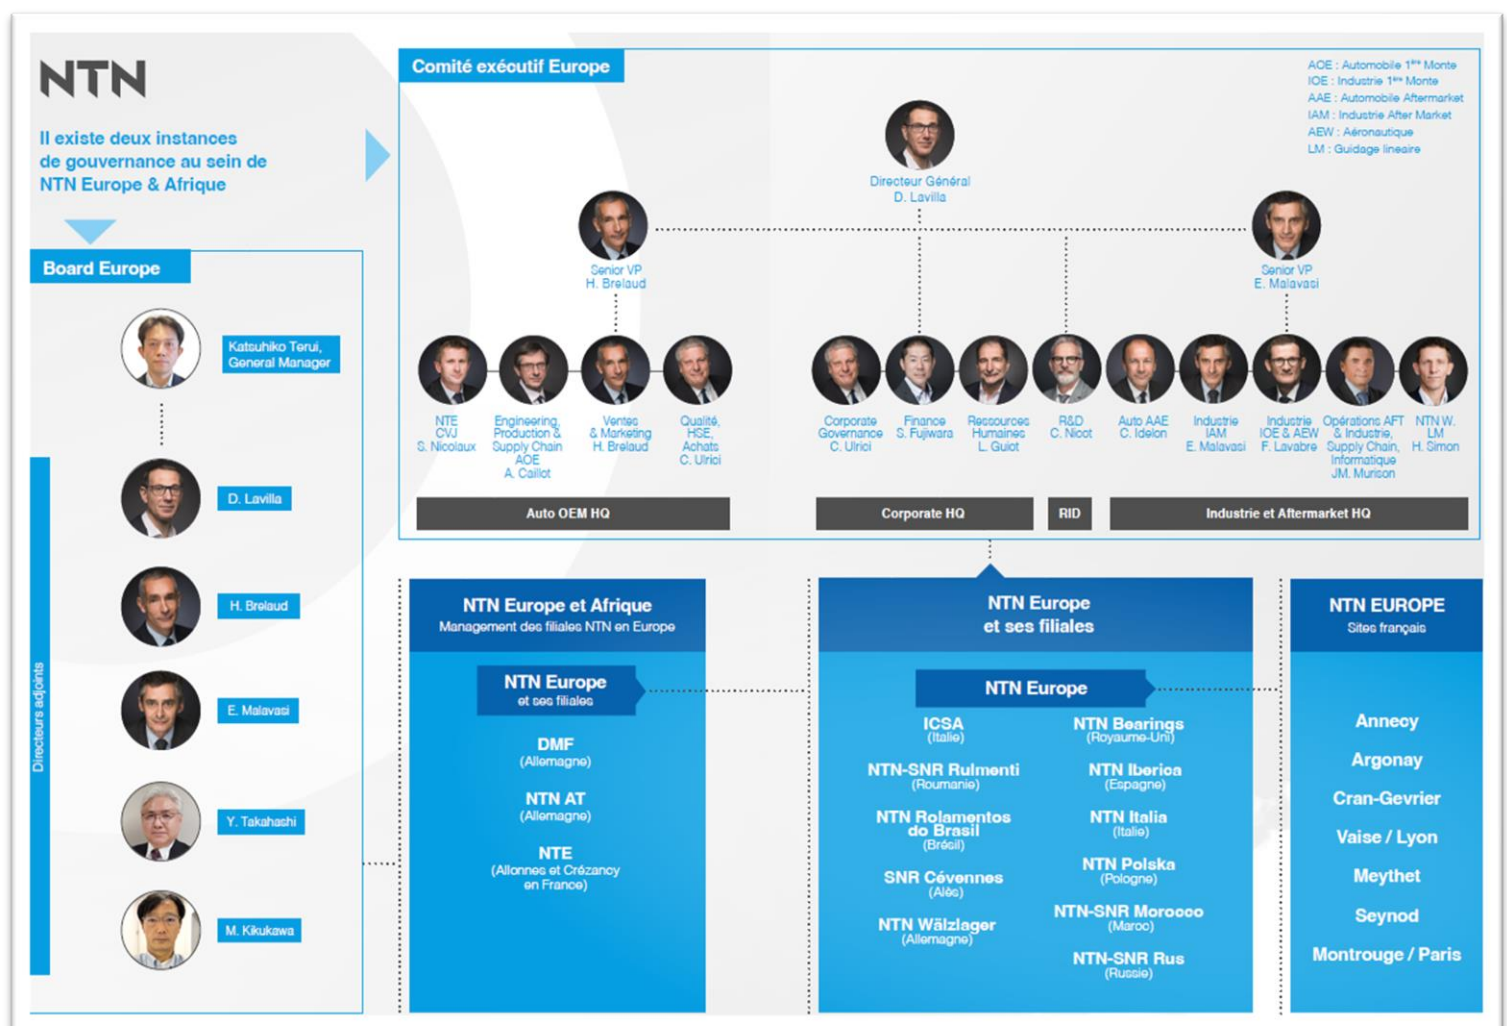 NTN
Il existe deux instances
de gouvernance au sein de
NTN Europe & Afrique
Board Europe
Katsuhiko Terui,
General Manager
Directeurs adjoints
D. Lavilla
H. Brelaud
E. Malavasi
Y. Takahashi
M. Kikukawa
Comité exécutif Europe
AOE : Automobile 1ère Monte
IOE : Industrie 1ère Monte
AAE : Automobile Aftermarket
IAM : Industrie After Market
AEW : Aéronautique
LM : Guidage lineaire
Directeur Général
D. Lavilla
Senior VP
H. Brelaud
Senior VP
E. Malavasi
NTE
CVJ
S. Nicolaux
Engineering,
Production &
Supply Chain
AOE
A. Caillot
Ventes
& Marketing
H. Brelaud
Qualité,
HSE,
Achats
C. Ulrici
Corporate
Governance
C. Ulrici
Finance
S. Fujiwara
Ressources
Humaines
L. Guiot
R&D
C. Nicot
Auto AAE
C. Idelon
Industrie
IAM
E. Malavasi
Industrie
IOE & AEW
F. Lavabre
Opérations AFT
& Industrie,
Supply Chain,
Informatique
JM. Murison
NTN W.
LM
H. Simon
Auto OEM HQ
Corporate HQ
RID
Industrie et Aftermarket HQ
NTN Europe et Afrique
Management des filiales NTN en Europe
NTN Europe
et ses filiales
DMF
(Allemagne)
NTN AT
(Allemagne)
NTE
(Allonnes et Crézancy
en France)
NTN Europe
et ses filiales
NTN Europe
ICSA
(Italie)
NTN-SNR Rulmenti
(Roumanie)
NTN Rolamentos
do Brasil
(Brésil)
SNR Cévennes
(Alès)
NTN Wälzlager
(Allemagne)
NTN Bearings
(Royaume-Uni)
NTN Iberica
(Espagne)
NTN Italia
(Italie)
NTN Polska
(Pologne)
NTN-SNR Morocco
(Maroc)
NTN-SNR Rus
(Russie)
NTN EUROPE
Sites français
Annecy
Argonay
Cran-Gevrier
Vaise / Lyon
Meythet
Seynod
Montrouge / Paris